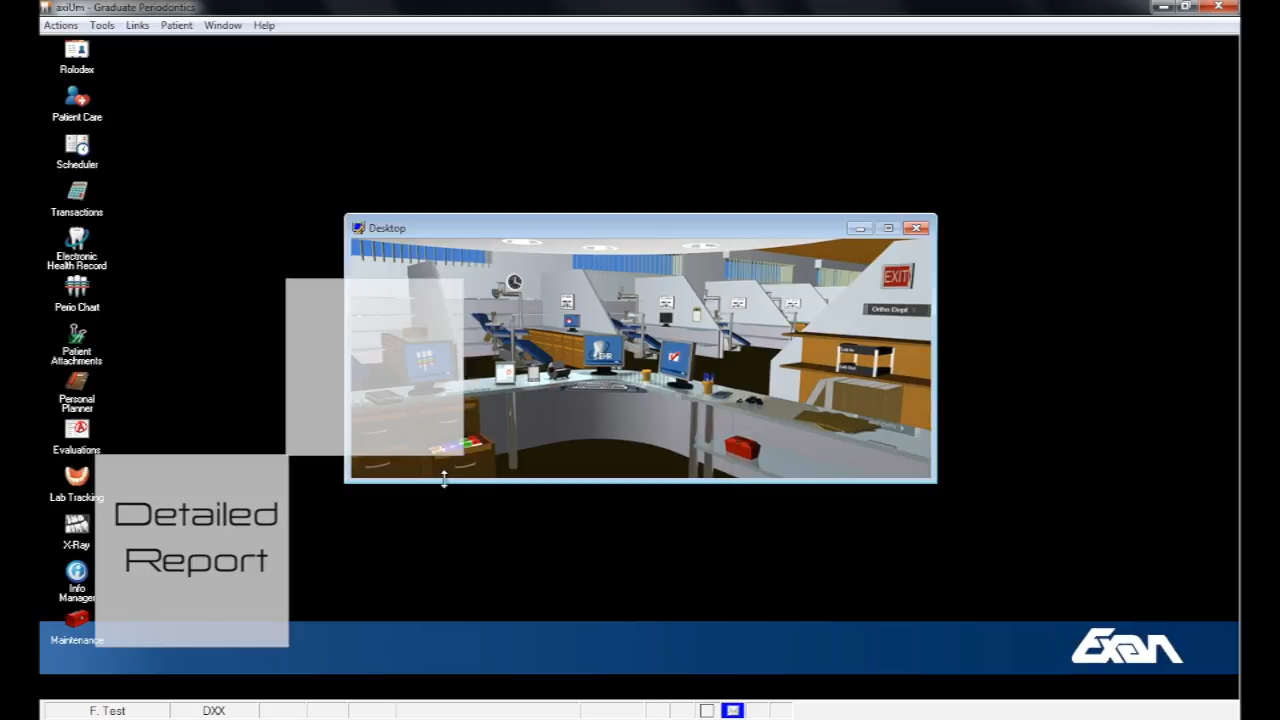 axiUm - Graduate Periodontics
Actions Tools Links Patient Window Help
Rolodex
Patient Care
Scheduler
Transactions
Electronic
Health Record
Perio Chart
Patient
Attachments
Personal
Planner
Evaluations
Lab Tracking
X-Ray
Info
Manager
Maintenance
Desktop
EXIT
Ortho Dept
EHR
Detailed
Report
Exan
F. Test DXX